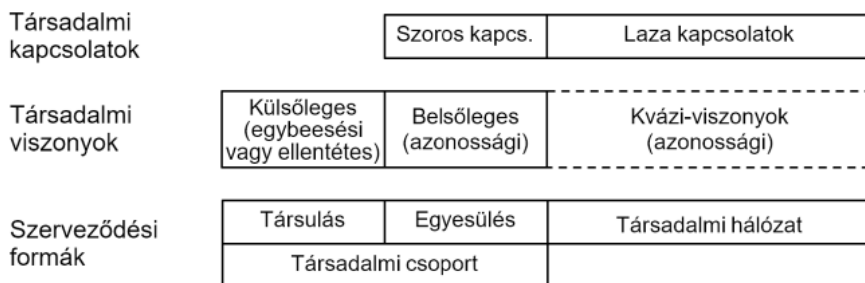 Társadalmi
kapcsolatok
Szoros kapcs.
Laza kapcsolatok
Társadalmi
viszonyok
Külsőleges
(egybeesési
vagy ellentétes)
Belsőleges
(azonossági)
Kvázi-viszonyok
(azonossági)
Szerveződési
formák
Társulás
Egyesülés
Társadalmi hálózat
Társadalmi csoport